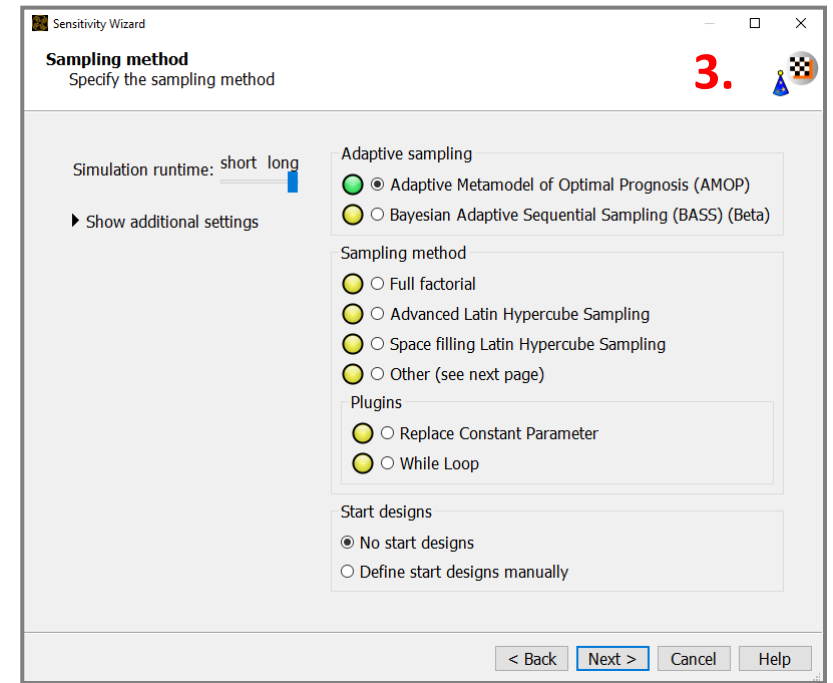 Sensitivity Wizard
Sampling method
Specify the sampling method
3.
Simulation runtime: short long
Show additional settings
Adaptive sampling
Adaptive Metamodel of Optimal Prognosis (AMOP)
Bayesian Adaptive Sequential Sampling (BASS) (Beta)
Sampling method
Full factorial
Advanced Latin Hypercube Sampling
Space filling Latin Hypercube Sampling
Other (see next page)
Plugins
Replace Constant Parameter
While Loop
Start designs
No start designs
Define start designs manually
< Back Next > Cancel Help